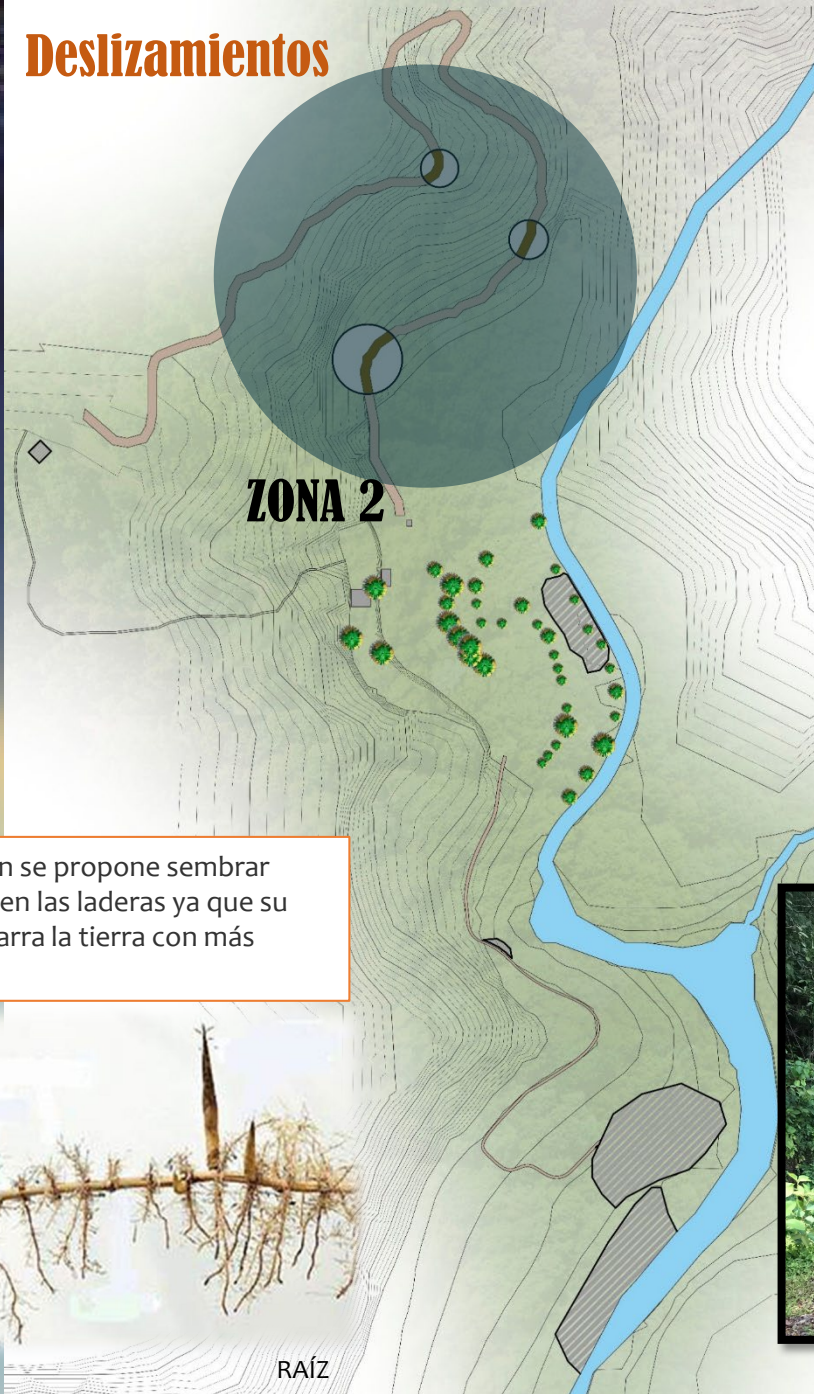 Deslizamientos
ZONA 2
n se propone sembrar
en las laderas ya que su
arra la tierra con más
RAÍZ